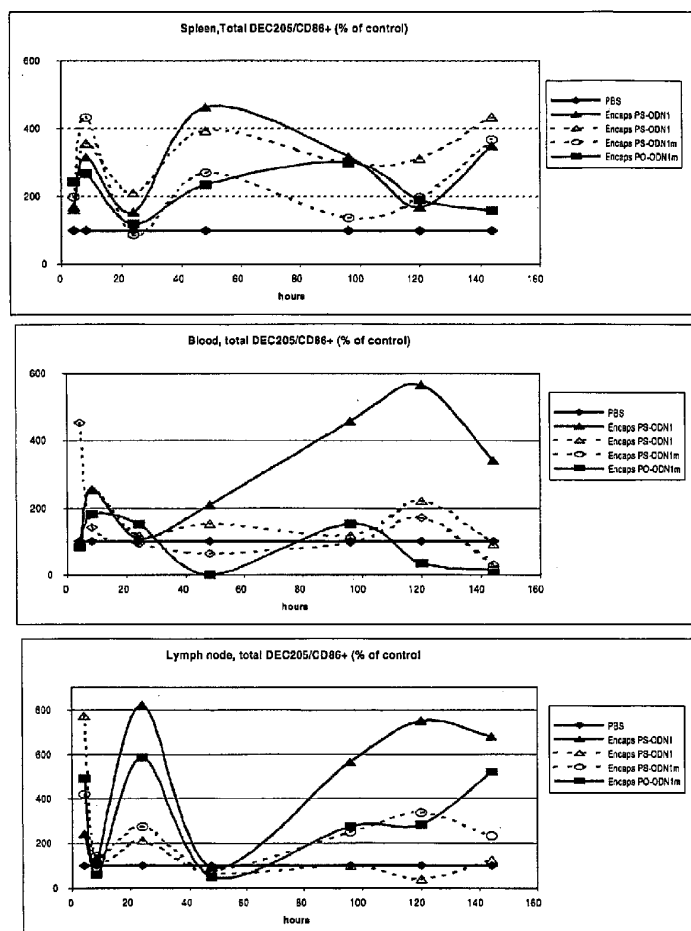 Spleen,Total DEC205/CD86+ (% of control)
600
400
200
0
0 20 40 60 80 100 120 140 160
hours
PBS
Encaps PS-ODN1
Encaps PS-ODN1
Encaps PS-ODN1m
Encaps PO-ODN1m
Blood, total DEC205/CD86+ (% of control)
600
400
200
0
0 20 40 60 80 100 120 140 160
hours
PBS
Encaps PS-ODN1
Encaps PS-ODN1
Encaps PS-ODN1m
Encaps PO-ODN1m
Lymph node, total DEC205/CD86+ (% of control
800
600
400
200
0
0 20 40 60 80 100 120 140 160
hours
PBS
Encaps PS-ODN1
Encaps PS-ODN1
Encaps PS-ODN1m
Encaps PO-ODN1m